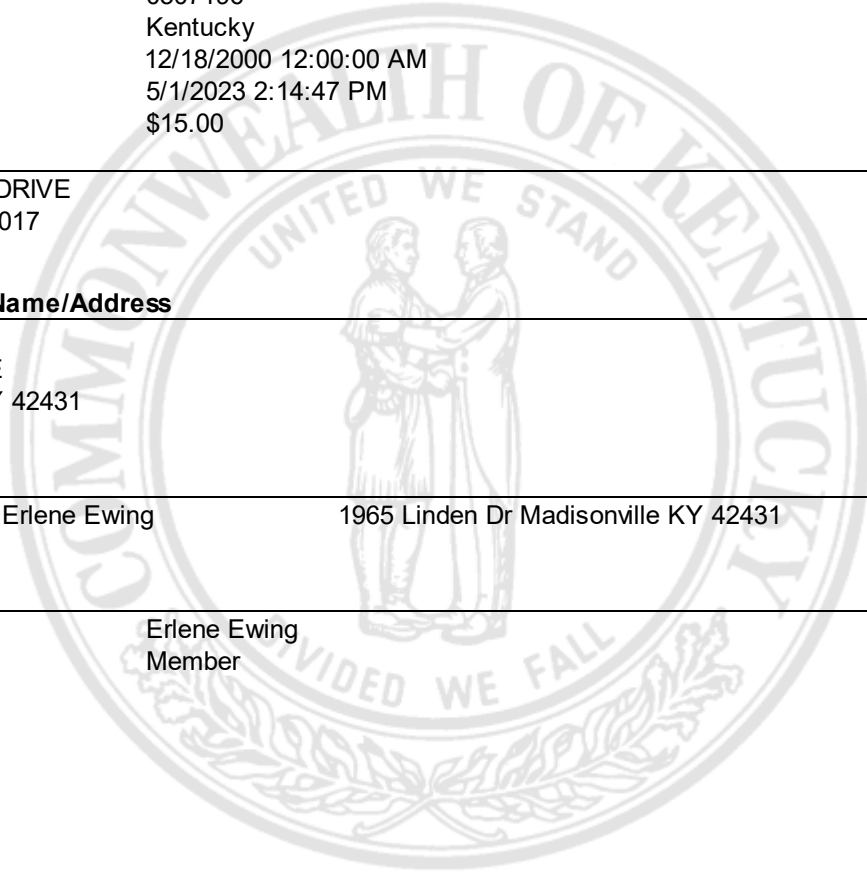 Kentucky
12/18/2000 12:00:00 AM
5/1/2023 2:14:47 PM
$15.00
DRIVE
017
Name/Address
Y 42431
Erlene Ewing 1965 Linden Dr Madisonville KY 42431
Erlene Ewing
Member
COMMONWEALTH OF KENTUCKY
UNITED WE STAND
DIVIDED WE FALL